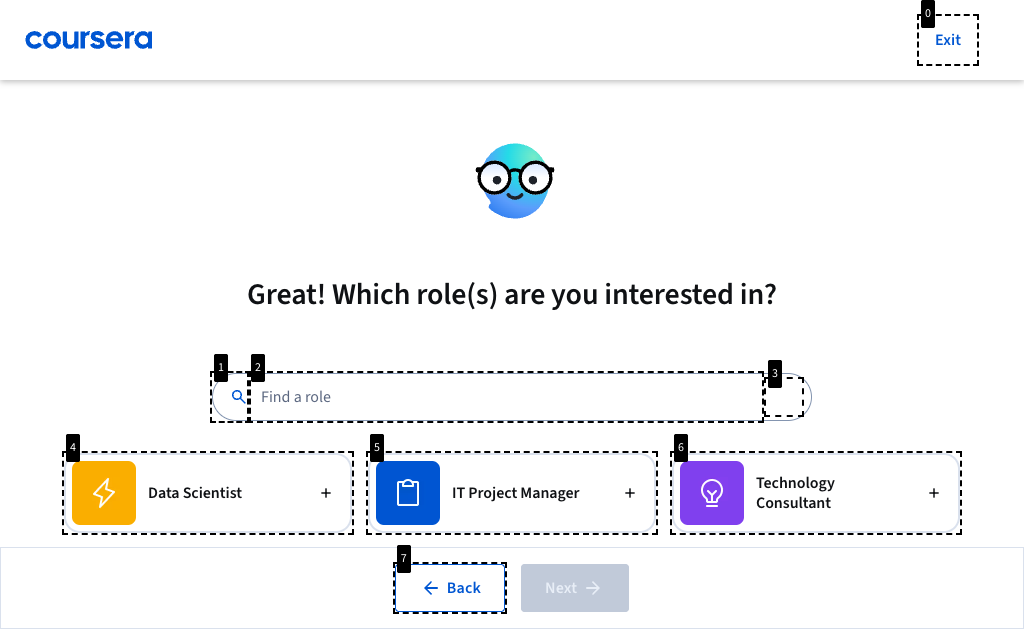 coursera
0
Exit
Great! Which role(s) are you interested in?
1
2
3
Find a role
4
5
6
Data Scientist
+
IT Project Manager
+
Technology
Consultant
+
7
Back
Next